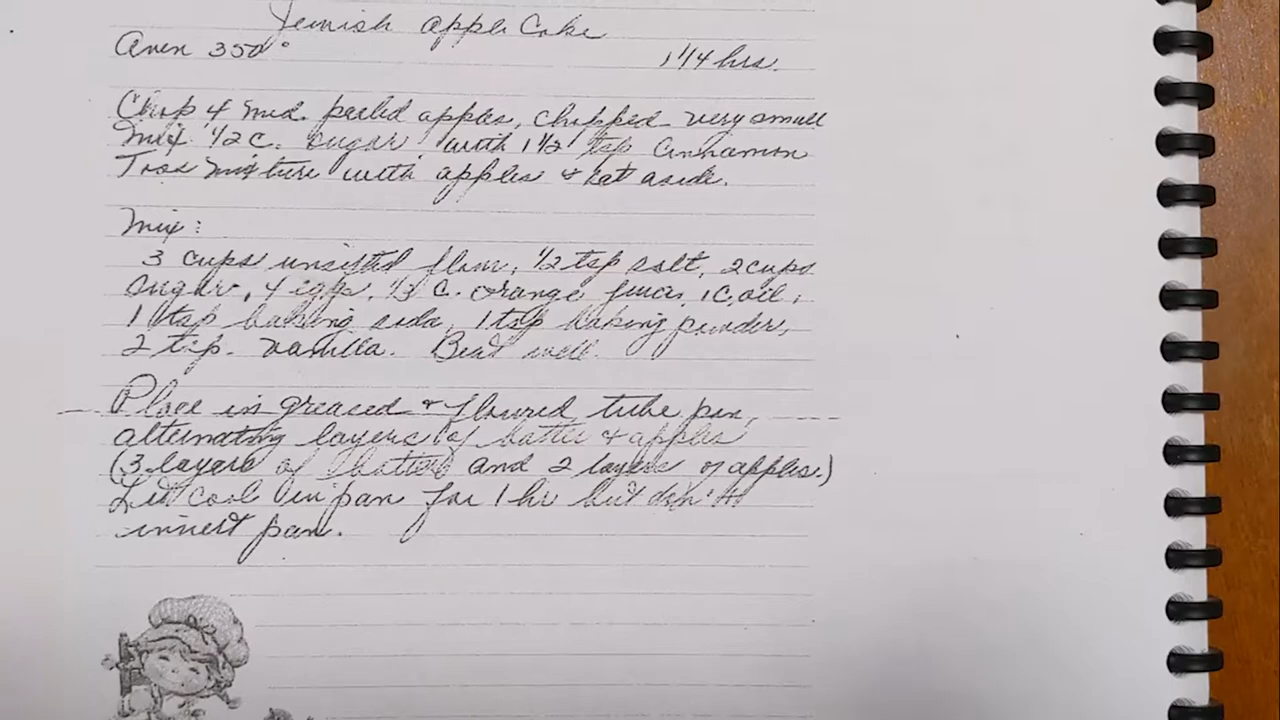 Jewish Apple Cake
Oven 350° 1 1/4 hrs.
Chop 4 med. peeled apples, chopped very small
Mix 1/2 c. sugar with 1 1/2 tsp cinnamon
Toss mixture with apples & set aside.
Mix:
3 cups unsifted flour, 1/2 tsp salt, 2 cups
sugar, 4 eggs, 1/3 c. orange juice, 1 C. oil,
1 tsp baking soda, 1 tsp baking powder,
2 tsp. vanilla. Beat well.
Place in greased & floured tube pan,
alternating layers of batter & apples
(3 layers of batter and 2 layers of apples.)
Let cool in pan for 1 hr but don't
invert pan.